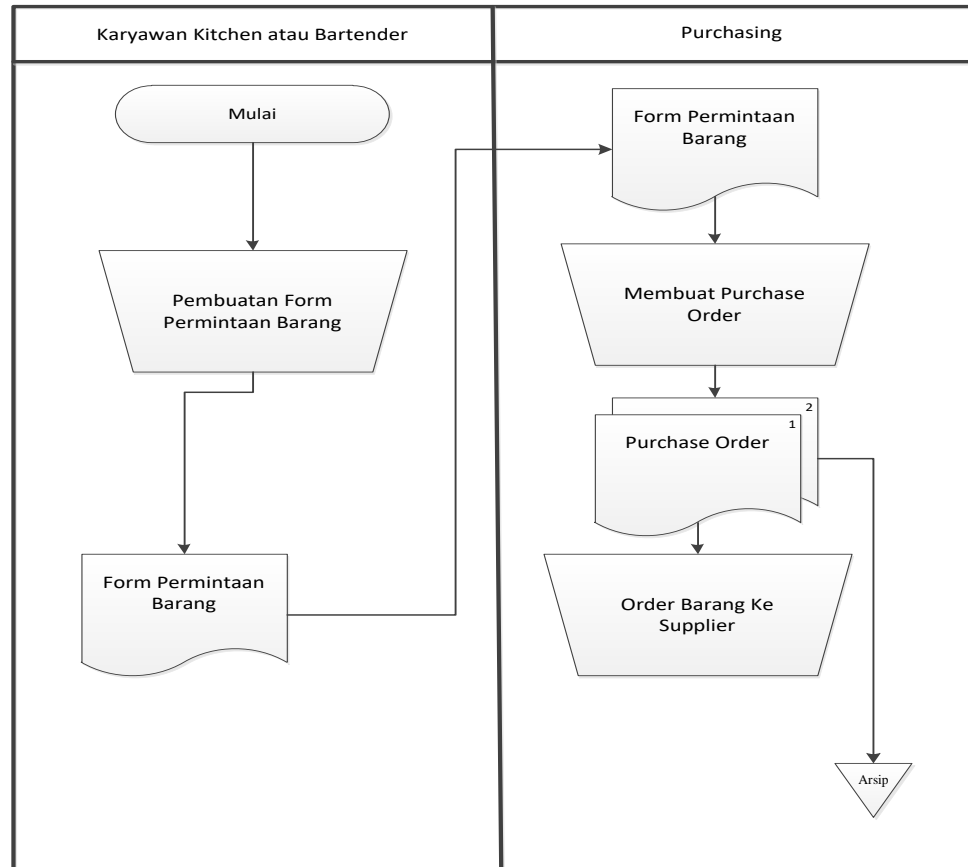 Karyawan Kitchen atau Bartender
Purchasing
Mulai
Pembuatan Form
Permintaan Barang
Form Permintaan
Barang
Form Permintaan
Barang
Membuat Purchase
Order
2
1
Purchase Order
Order Barang Ke
Supplier
Arsip